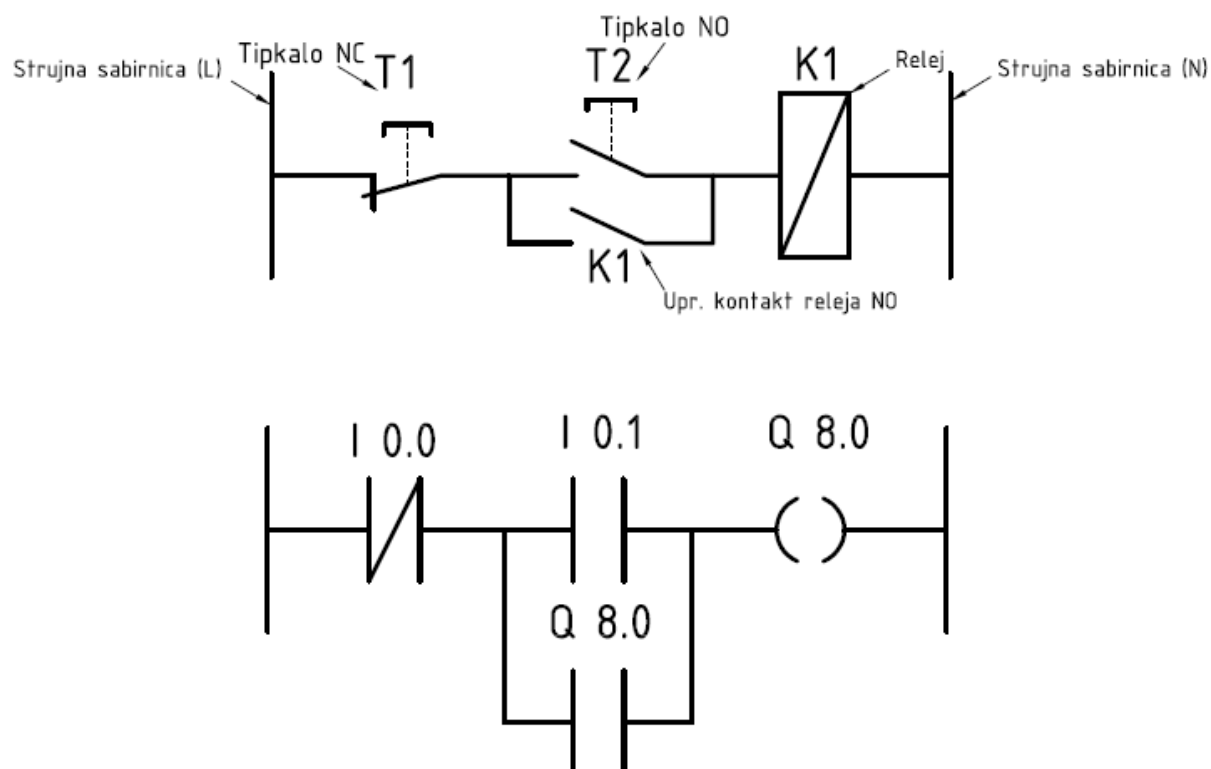 Strujna sabirnica (L)
Tipkalo NC
T1
Tipkalo NO
T2
K1
Relej
Strujna sabirnica (N)
K1
Upr. kontakt releja NO
I 0.0
I 0.1
Q 8.0
Q 8.0